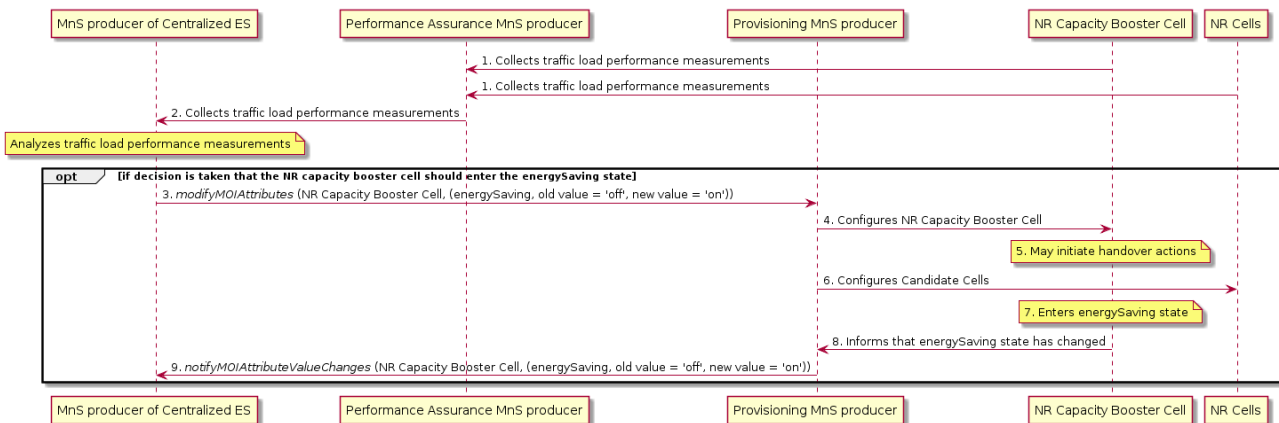 MnS producer of Centralized ES
Performance Assurance MnS producer
Provisioning MnS producer
NR Capacity Booster Cell
NR Cells
1. Collects traffic load performance measurements
1. Collects traffic load performance measurements
2. Collects traffic load performance measurements
Analyzes traffic load performance measurements
opt
[if decision is taken that the NR capacity booster cell should enter the energySaving state]
3. modifyMOIAttributes (NR Capacity Booster Cell, (energySaving, old value = 'off', new value = 'on'))
4. Configures NR Capacity Booster Cell
5. May initiate handover actions
6. Configures Candidate Cells
7. Enters energySaving state
8. Informs that energySaving state has changed
9. notifyMOIAttributeValueChanges (NR Capacity Booster Cell, (energySaving, old value = 'off', new value = 'on'))
MnS producer of Centralized ES
Performance Assurance MnS producer
Provisioning MnS producer
NR Capacity Booster Cell
NR Cells